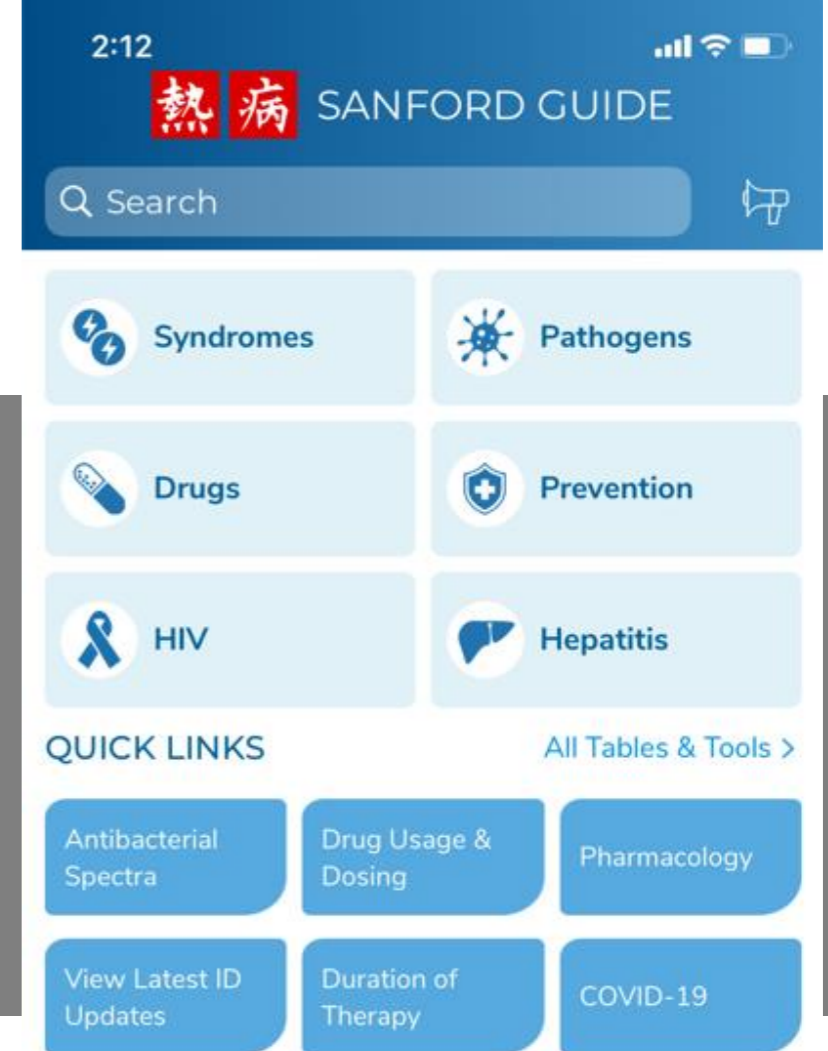 2:12
熱病 SANFORD GUIDE
Search
Syndromes
Pathogens
Drugs
Prevention
HIV
Hepatitis
QUICK LINKS
All Tables & Tools >
Antibacterial
Spectra
Drug Usage &
Dosing
Pharmacology
View Latest ID
Updates
Duration of
Therapy
COVID-19